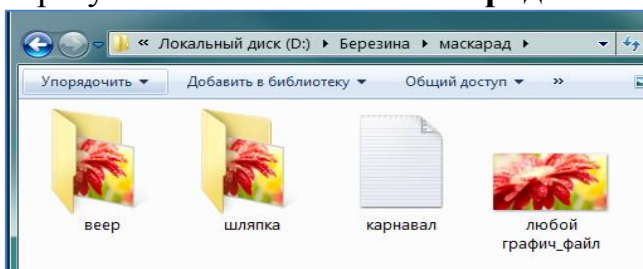 « Локальный диск (D:) ▸ Березина ▸ маскарад ▸
Упорядочить ▾ Добавить в библиотеку ▾ Общий доступ ▾ »
веер шляпка карнавал любой
графич_файл